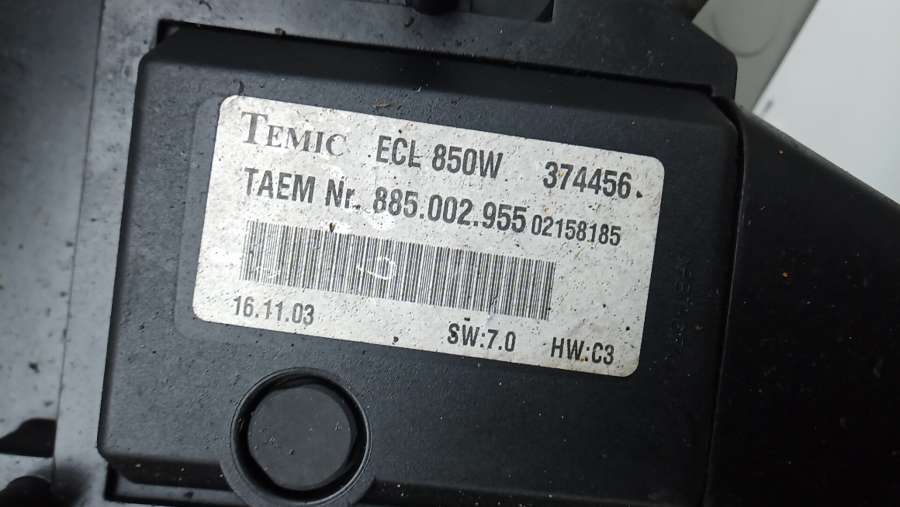 TEMIC ECL 850W 374456.
TAEM Nr. 885.002.955 02158185
16.11.03 SW:7.0 HW:C3